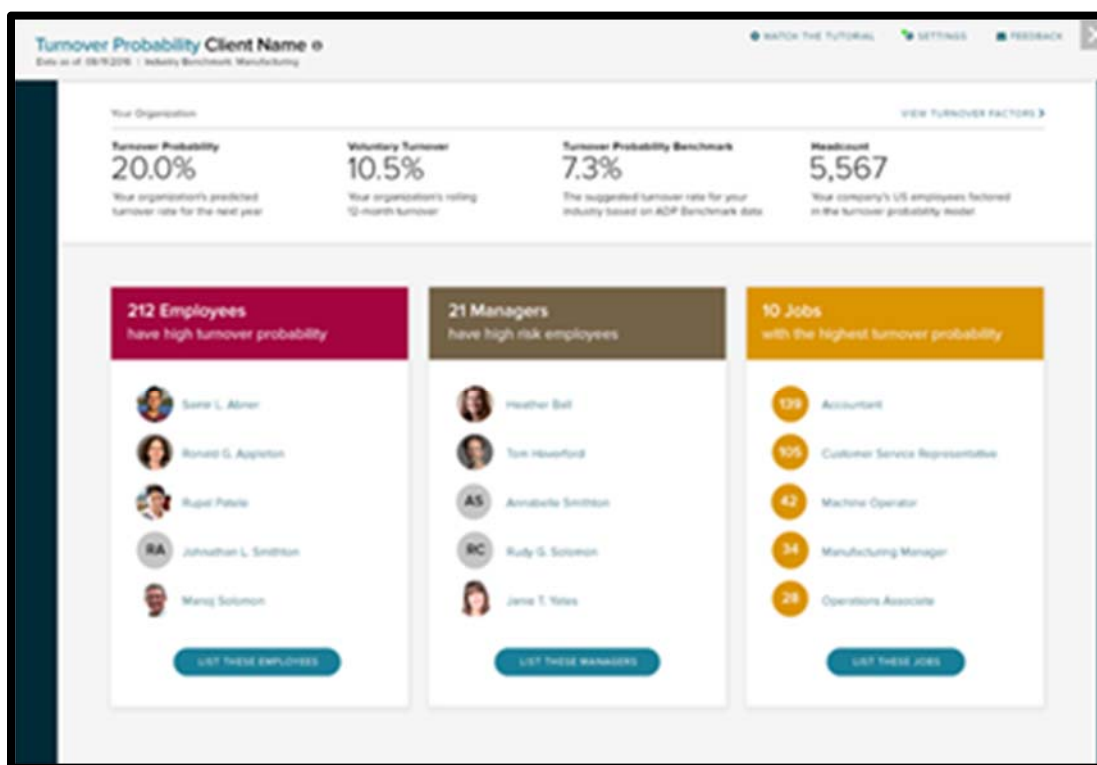 Turnover Probability Client Name
Data as of: 08/11/2016 | Industry Benchmark: Manufacturing
WATCH THE TUTORIAL
SETTINGS
FEEDBACK
Your Organization
VIEW TURNOVER FACTORS
Turnover Probability
20.0%
Your organization's predicted
turnover rate for the next year
Voluntary Turnover
10.5%
Your organization's rolling
12-month turnover
Turnover Probability Benchmark
7.3%
The suggested turnover rate for your
industry based on ADP Benchmark data
Headcount
5,567
Your company's US employees factored
in the turnover probability model
212 Employees
have high turnover probability
Samir L. Abner
Ronald G. Appleton
Rupal Patele
RA
Johnathan L. Smithton
Manoj Solomon
LIST THESE EMPLOYEES
21 Managers
have high risk employees
Heather Ball
Tom Haverford
AS
Annabelle Smithton
RC
Rudy G. Solomon
Janie T. Yates
LIST THESE MANAGERS
10 Jobs
with the highest turnover probability
139
Accountant
105
Customer Service Representative
42
Machine Operator
34
Manufacturing Manager
28
Operations Associate
LIST THESE JOBS